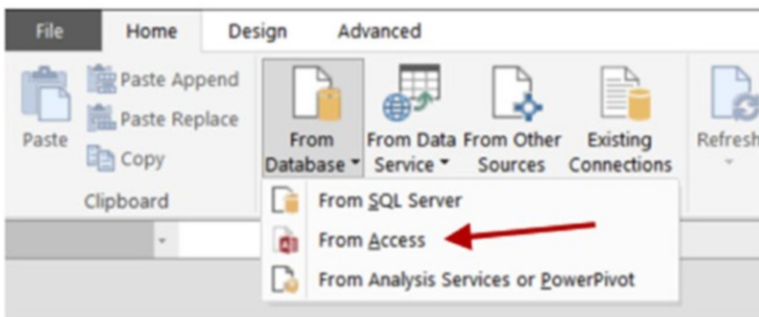 File Home Design Advanced
Paste Append
Paste Replace
Copy
Paste
Clipboard
From Database
From Data Service
From Other Sources
Existing Connections
Refresh
From SQL Server
From Access
From Analysis Services or PowerPivot